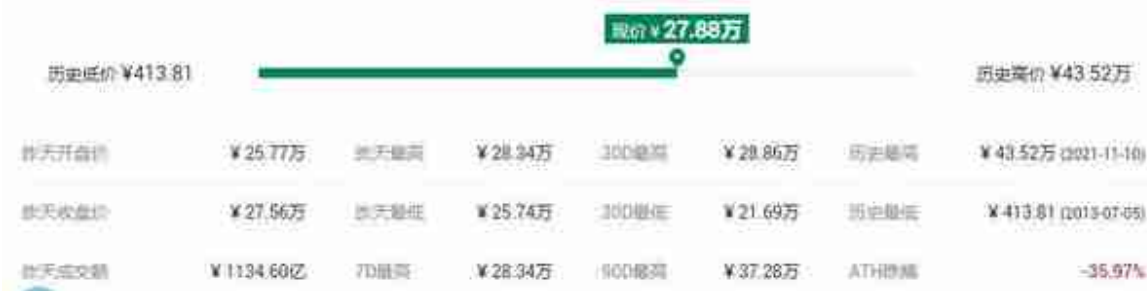 现价 ¥27.88万
历史低价 ¥413.81
历史高价 ¥43.52万
昨天开盘价 ¥25.77万 昨天最高 ¥28.34万 30D最高 ¥28.86万 历史最高 ¥43.52万 (2021-11-10)
昨天收盘价 ¥27.56万 昨天最低 ¥25.74万 30D最低 ¥21.69万 历史最低 ¥413.81 (2013-07-05)
昨天成交额 ¥1134.60亿 7D最高 ¥28.34万 90D最高 ¥37.28万 ATH跌幅 -35.97%